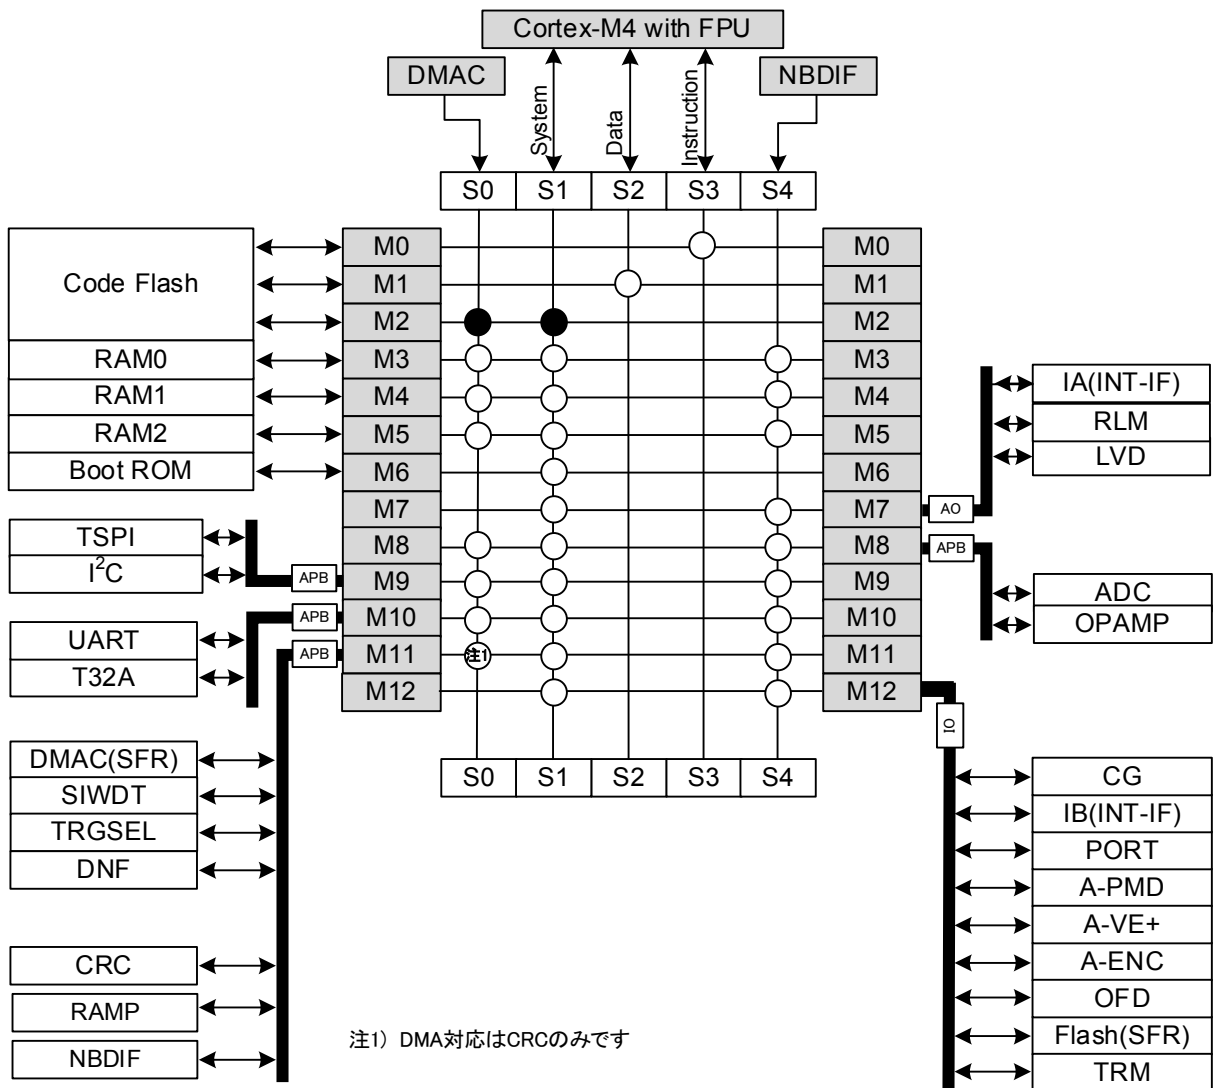 Cortex-M4 with FPU
DMAC
NBDIF
System
Data
Instruction
S0 S1 S2 S3 S4
Code Flash
RAM0
RAM1
RAM2
Boot ROM
M0
M1
M2
M3
M4
M5
M6
M7
M8
M9
M10
M11
M12
注1
M0
M1
M2
M3
M4
M5
M6
M7
M8
M9
M10
M11
M12
S0 S1 S2 S3 S4
TSPI
I²C
APB
UART
T32A
APB
APB
DMAC(SFR)
SIWDT
TRGSEL
DNF
CRC
RAMP
NBDIF
AO
IA(INT-IF)
RLM
LVD
APB
ADC
OPAMP
IO
CG
IB(INT-IF)
PORT
A-PMD
A-VE+
A-ENC
OFD
Flash(SFR)
TRM
注1) DMA対応はCRCのみです